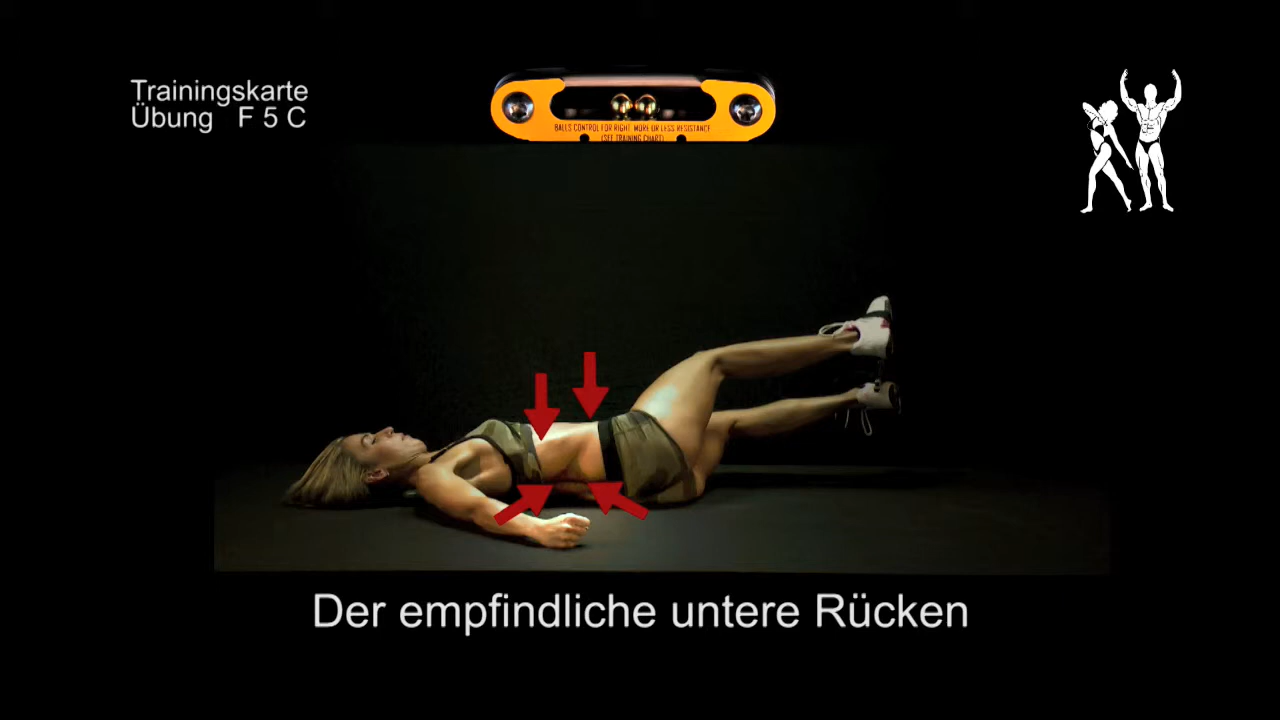 Trainingskarte
Übung F 5 C
BALLS CONTROL FOR RIGHT MORE OR LESS RESISTANCE
(SEE TRAINING CHART)
Der empfindliche untere Rücken